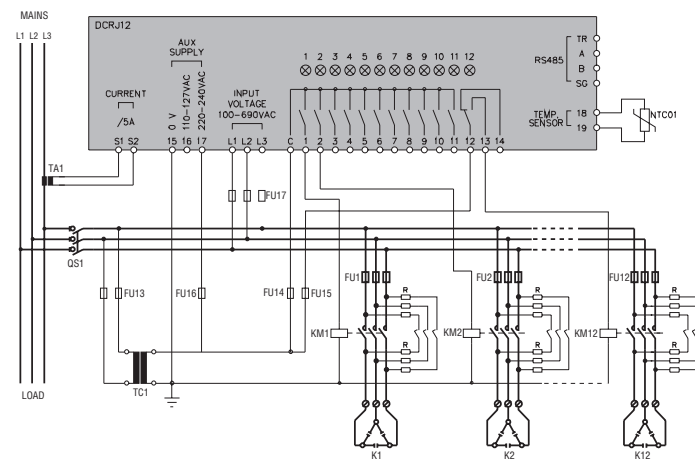 MAINS
L1 L2 L3
DCRJ12
AUX
SUPPLY
CURRENT
/5A
0 V
110-127VAC
220-240VAC
INPUT
VOLTAGE
100-690VAC
1 2 3 4 5 6 7 8 9 10 11 12
RS485
TR
A
B
SG
TEMP.
SENSOR
18
19
NTC01
S1 S2
15 16 17
L1 L2 L3
C 1 2 3 4 5 6 7 8 9 10 11 12 13 14
TA1
FU17
QS1
FU13
FU16
FU14
FU15
FU1
FU2
FU12
R
R
R
KM1
KM2
KM12
R
R
R
TC1
LOAD
K1
K2
K12